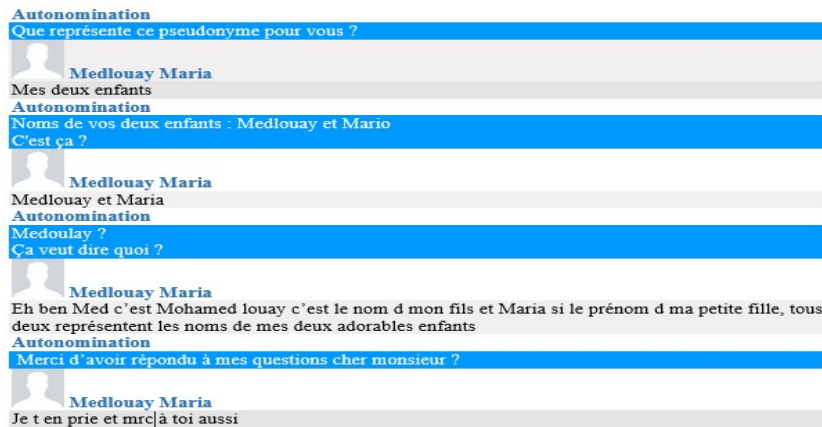 Autonomination
Que représente ce pseudonyme pour vous ?
Medlouay Maria
Mes deux enfants
Autonomination
Noms de vos deux enfants : Medlouay et Mario
C'est ça ?
Medlouay Maria
Medlouay et Maria
Autonomination
Medoulay ?
Ça veut dire quoi ?
Medlouay Maria
Eh ben Med c’est Mohamed louay c’est le nom d mon fils et Maria si le prénom d ma petite fille, tous
deux représentent les noms de mes deux adorables enfants
Autonomination
Merci d’avoir répondu à mes questions cher monsieur ?
Medlouay Maria
Je t en prie et mrc à toi aussi